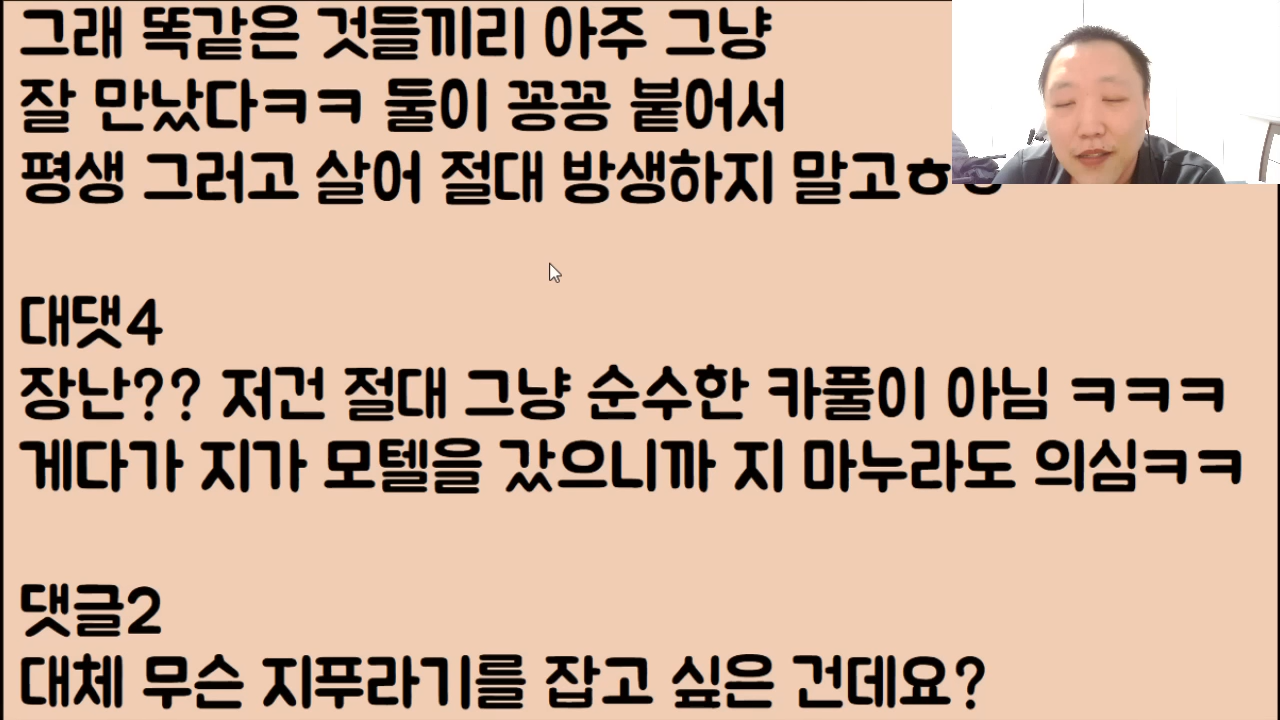 그래 똑같은 것들끼리 아주 그냥
잘 만났다ㅋㅋ 둘이 꽁꽁 붙어서
평생 그러고 살어 절대 방생하지 말고ㅎㅎ
대댓4
장난?? 저건 절대 그냥 순수한 카풀이 아님 ㅋㅋㅋ
게다가 지가 모텔을 갔으니까 지 마누라도 의심ㅋㅋ
댓글2
대체 무슨 지푸라기를 잡고 싶은 건데요?